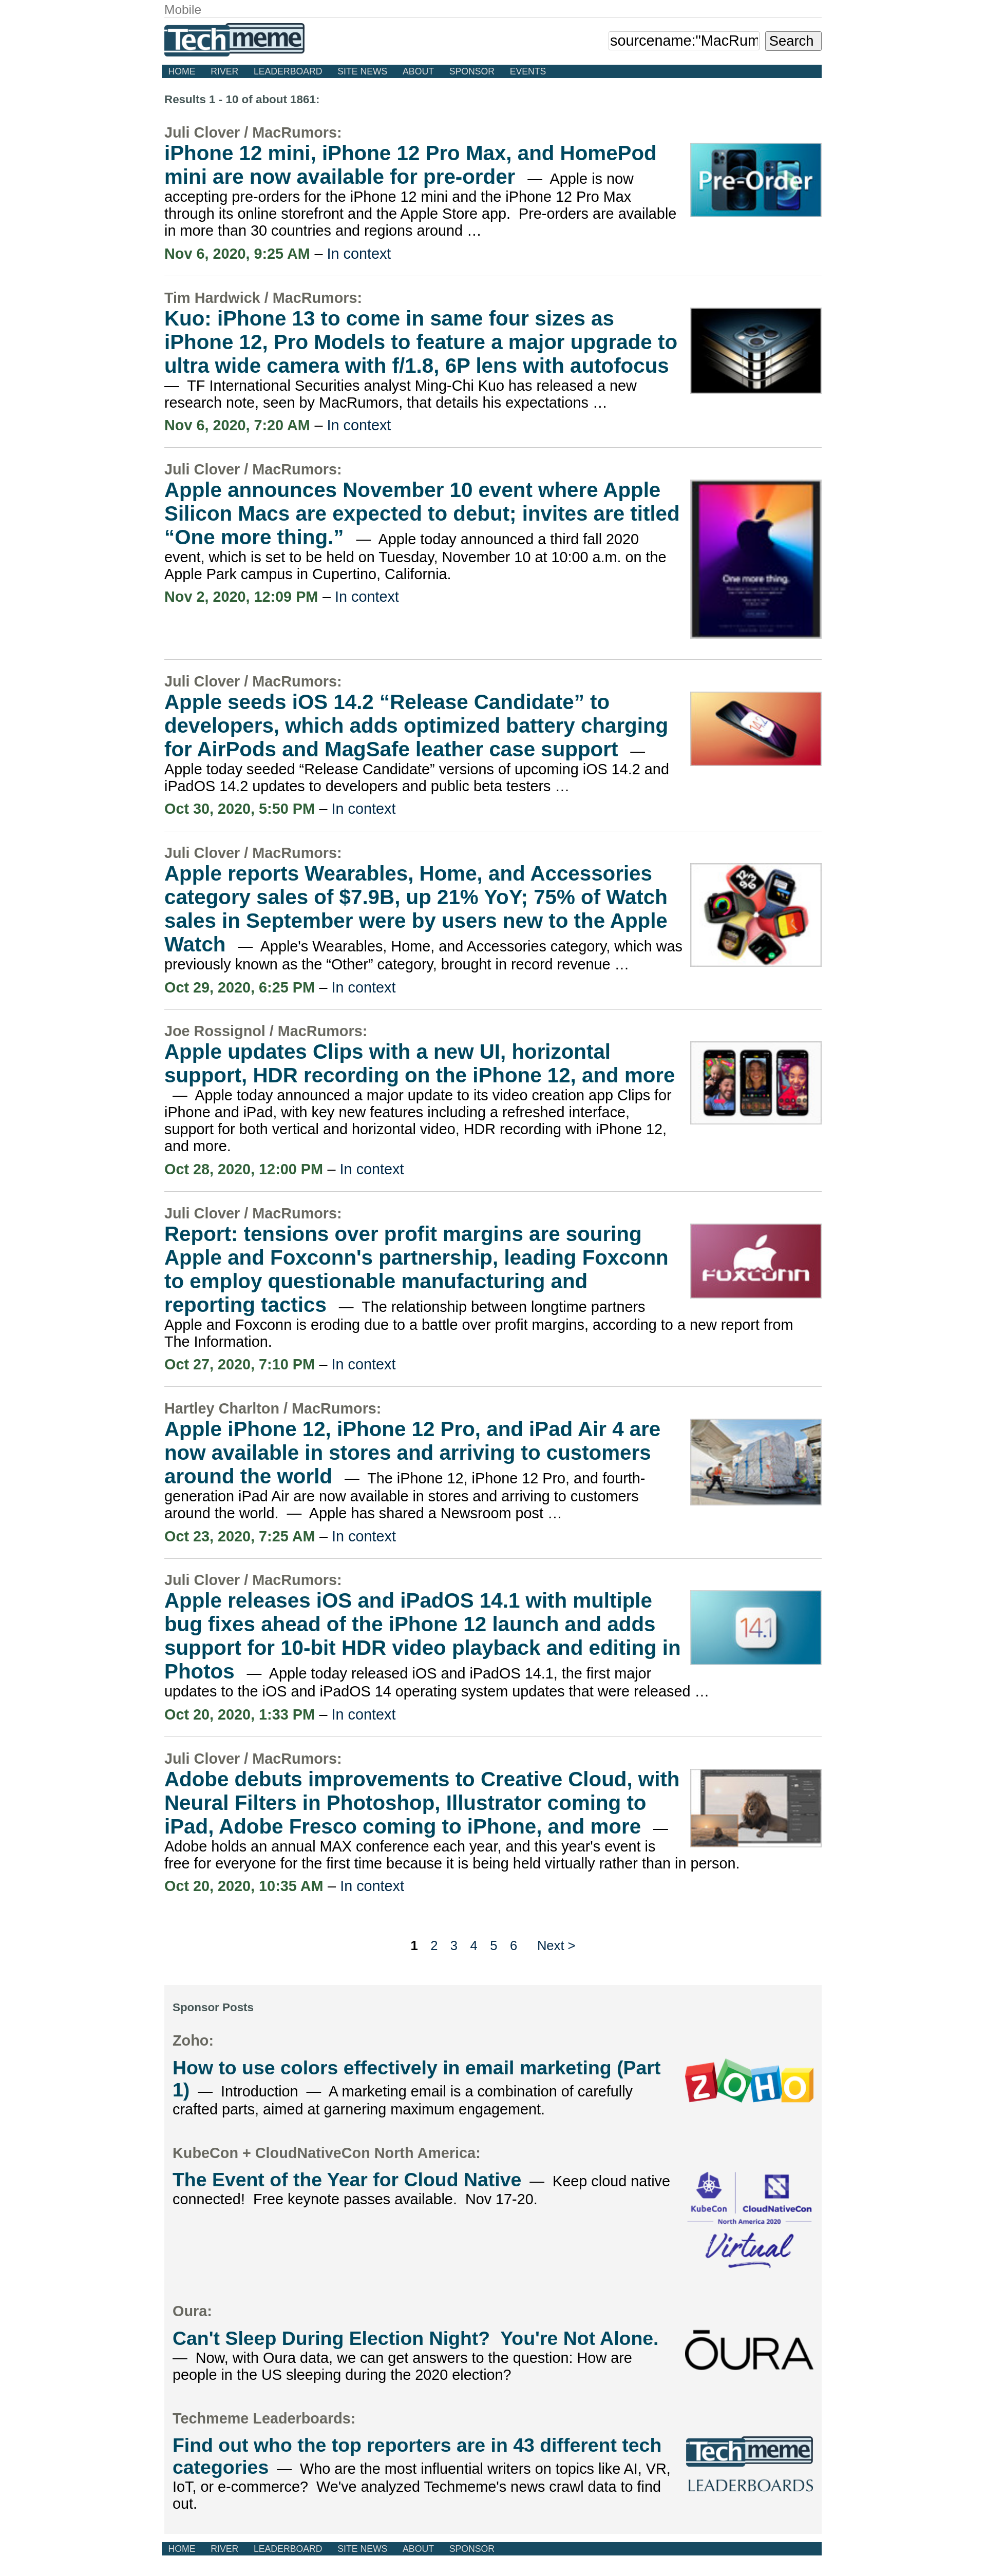 Mobile
Techmeme
sourcename:"MacRum
Search
HOME RIVER LEADERBOARD SITE NEWS ABOUT SPONSOR EVENTS
Results 1 - 10 of about 1861:
Juli Clover / MacRumors:
iPhone 12 mini, iPhone 12 Pro Max, and HomePod
mini are now available for pre-order — Apple is now
accepting pre-orders for the iPhone 12 mini and the iPhone 12 Pro Max
through its online storefront and the Apple Store app. Pre-orders are available
in more than 30 countries and regions around …
Pre-Order
Nov 6, 2020, 9:25 AM – In context
Tim Hardwick / MacRumors:
Kuo: iPhone 13 to come in same four sizes as
iPhone 12, Pro Models to feature a major upgrade to
ultra wide camera with f/1.8, 6P lens with autofocus
— TF International Securities analyst Ming-Chi Kuo has released a new
research note, seen by MacRumors, that details his expectations …
Nov 6, 2020, 7:20 AM – In context
Juli Clover / MacRumors:
Apple announces November 10 event where Apple
Silicon Macs are expected to debut; invites are titled
“One more thing.” — Apple today announced a third fall 2020
event, which is set to be held on Tuesday, November 10 at 10:00 a.m. on the
Apple Park campus in Cupertino, California.
One more thing.
Nov 2, 2020, 12:09 PM – In context
Juli Clover / MacRumors:
Apple seeds iOS 14.2 “Release Candidate” to
developers, which adds optimized battery charging
for AirPods and MagSafe leather case support —
Apple today seeded “Release Candidate” versions of upcoming iOS 14.2 and
iPadOS 14.2 updates to developers and public beta testers …
14.2
Oct 30, 2020, 5:50 PM – In context
Juli Clover / MacRumors:
Apple reports Wearables, Home, and Accessories
category sales of $7.9B, up 21% YoY; 75% of Watch
sales in September were by users new to the Apple
Watch — Apple's Wearables, Home, and Accessories category, which was
previously known as the “Other” category, brought in record revenue …
Oct 29, 2020, 6:25 PM – In context
Joe Rossignol / MacRumors:
Apple updates Clips with a new UI, horizontal
support, HDR recording on the iPhone 12, and more
— Apple today announced a major update to its video creation app Clips for
iPhone and iPad, with key new features including a refreshed interface,
support for both vertical and horizontal video, HDR recording with iPhone 12,
and more.
Oct 28, 2020, 12:00 PM – In context
Juli Clover / MacRumors:
Report: tensions over profit margins are souring
Apple and Foxconn's partnership, leading Foxconn
to employ questionable manufacturing and
reporting tactics — The relationship between longtime partners
Apple and Foxconn is eroding due to a battle over profit margins, according to a new report from
The Information.
FOXCONN
Oct 27, 2020, 7:10 PM – In context
Hartley Charlton / MacRumors:
Apple iPhone 12, iPhone 12 Pro, and iPad Air 4 are
now available in stores and arriving to customers
around the world — The iPhone 12, iPhone 12 Pro, and fourth-
generation iPad Air are now available in stores and arriving to customers
around the world. — Apple has shared a Newsroom post …
Oct 23, 2020, 7:25 AM – In context
Juli Clover / MacRumors:
Apple releases iOS and iPadOS 14.1 with multiple
bug fixes ahead of the iPhone 12 launch and adds
support for 10-bit HDR video playback and editing in
Photos — Apple today released iOS and iPadOS 14.1, the first major
updates to the iOS and iPadOS 14 operating system updates that were released …
14.1
Oct 20, 2020, 1:33 PM – In context
Juli Clover / MacRumors:
Adobe debuts improvements to Creative Cloud, with
Neural Filters in Photoshop, Illustrator coming to
iPad, Adobe Fresco coming to iPhone, and more —
Adobe holds an annual MAX conference each year, and this year's event is
free for everyone for the first time because it is being held virtually rather than in person.
Oct 20, 2020, 10:35 AM – In context
1 2 3 4 5 6 Next >
Sponsor Posts
Zoho:
How to use colors effectively in email marketing (Part
1) — Introduction — A marketing email is a combination of carefully
crafted parts, aimed at garnering maximum engagement.
ZOHO
KubeCon + CloudNativeCon North America:
The Event of the Year for Cloud Native — Keep cloud native
connected! Free keynote passes available. Nov 17-20.
KubeCon CloudNativeCon
North America 2020
Virtual
Oura:
Can't Sleep During Election Night? You're Not Alone.
— Now, with Oura data, we can get answers to the question: How are
people in the US sleeping during the 2020 election?
ŌURA
Techmeme Leaderboards:
Find out who the top reporters are in 43 different tech
categories — Who are the most influential writers on topics like AI, VR,
IoT, or e-commerce? We've analyzed Techmeme's news crawl data to find
out.
Techmeme
LEADERBOARDS
HOME RIVER LEADERBOARD SITE NEWS ABOUT SPONSOR